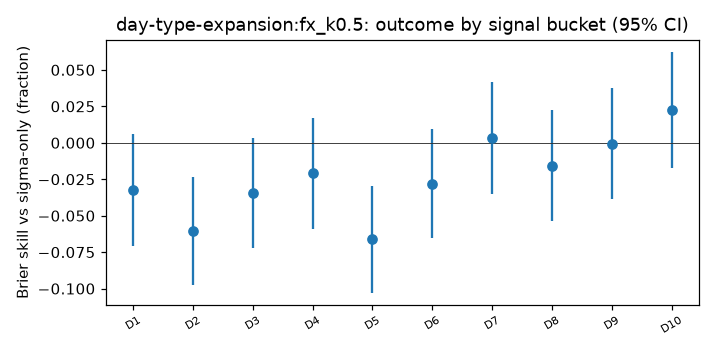 day-type-expansion:fx_k0.5: outcome by signal bucket (95% CI)
Brier skill vs sigma-only (fraction)
0.050
0.025
0.000
−0.025
−0.050
−0.075
−0.100
D1 D2 D3 D4 D5 D6 D7 D8 D9 D10